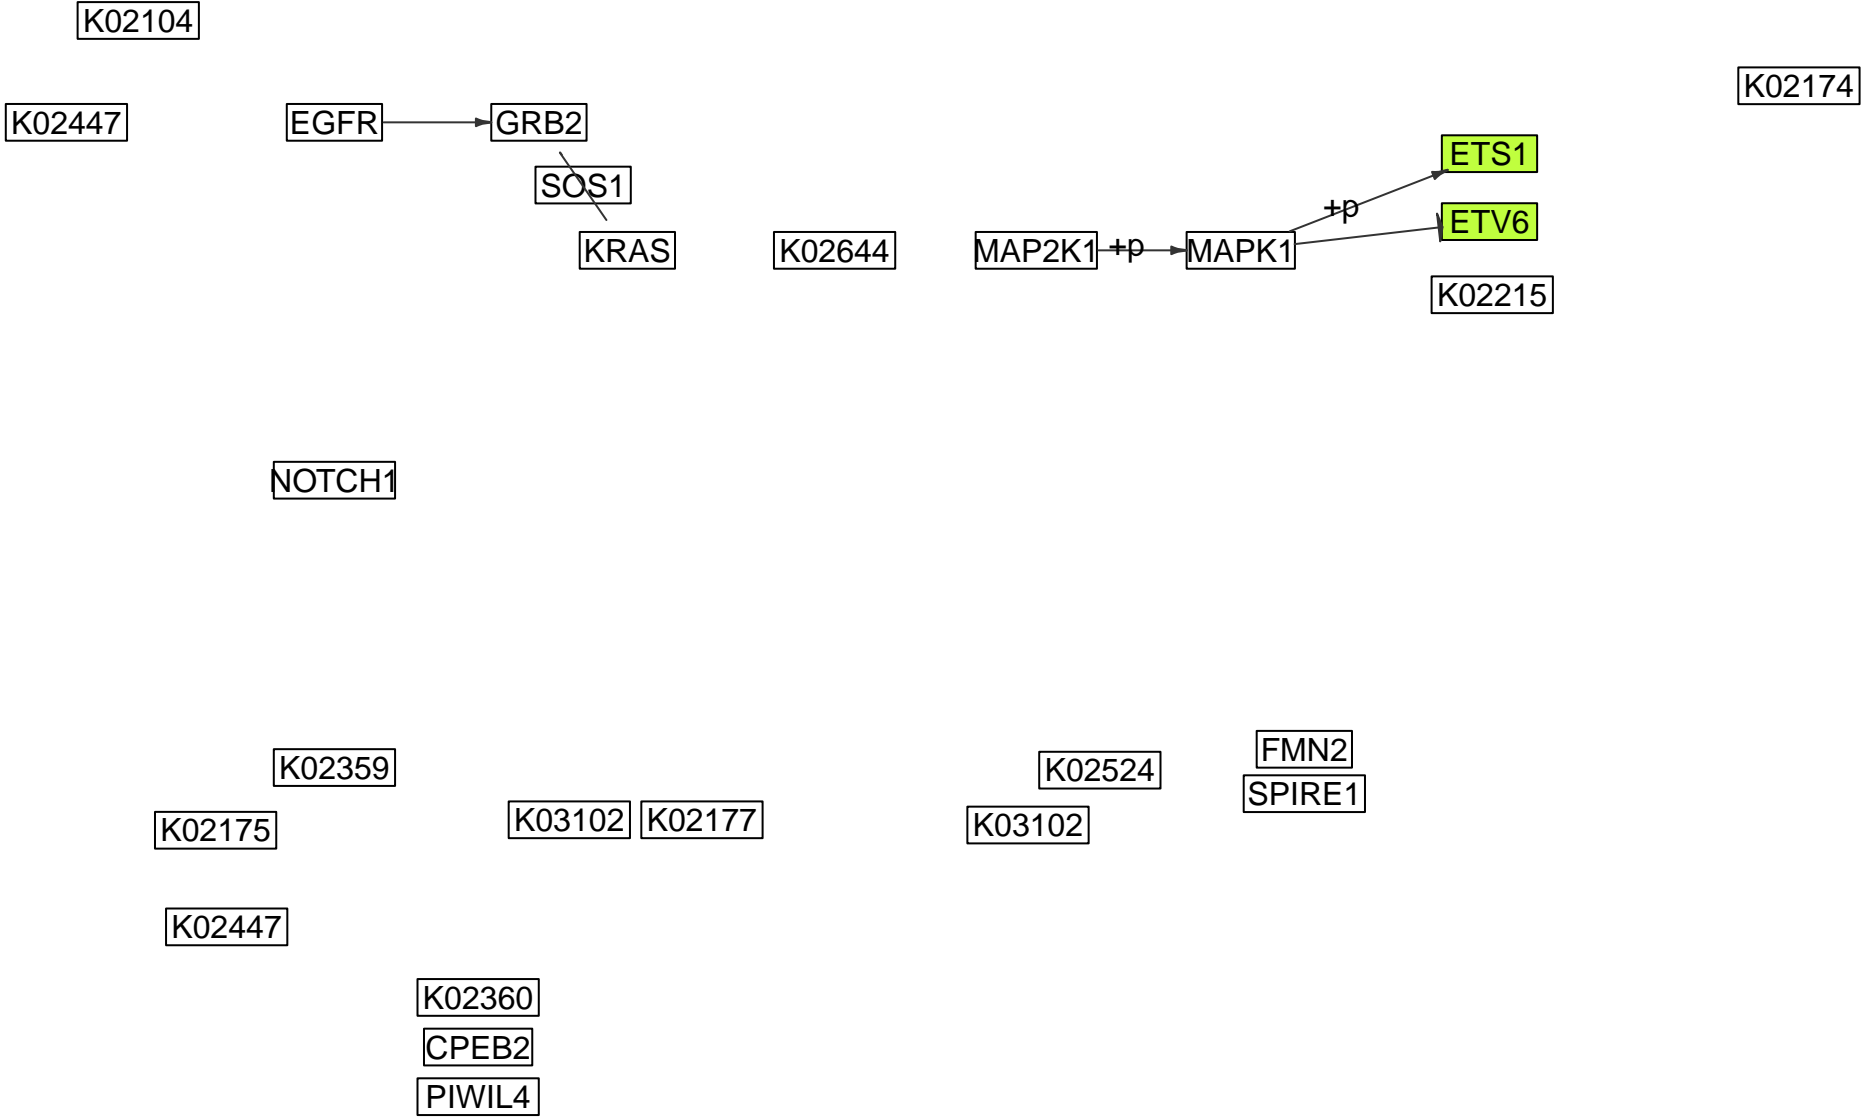 K02104
K02174
K02447
EGFR
GRB2
ETS1
SOS1
+p
ETV6
KRAS
K02644
MAP2K1
+p
MAPK1
K02215
NOTCH1
FMN2
K02359
K02524
SPIRE1
K02175
K03102
K02177
K03102
K02447
K02360
CPEB2
PIWIL4